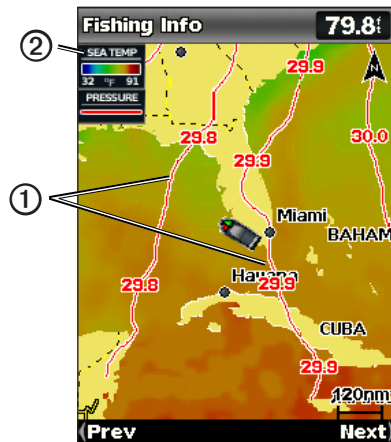 Fishing Info 79.8f
②
SEA TEMP
32 °F 91
PRESSURE
29.9
N
29.8
30.0
29.9
①
Miami
BAHAM
Havana
29.8
29.9
CUBA
29.9
120nm
Prev Next